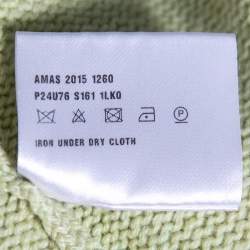 AMAS 2015 1260
P24U76 S161 1LKO
P
IRON UNDER DRY CLOTH